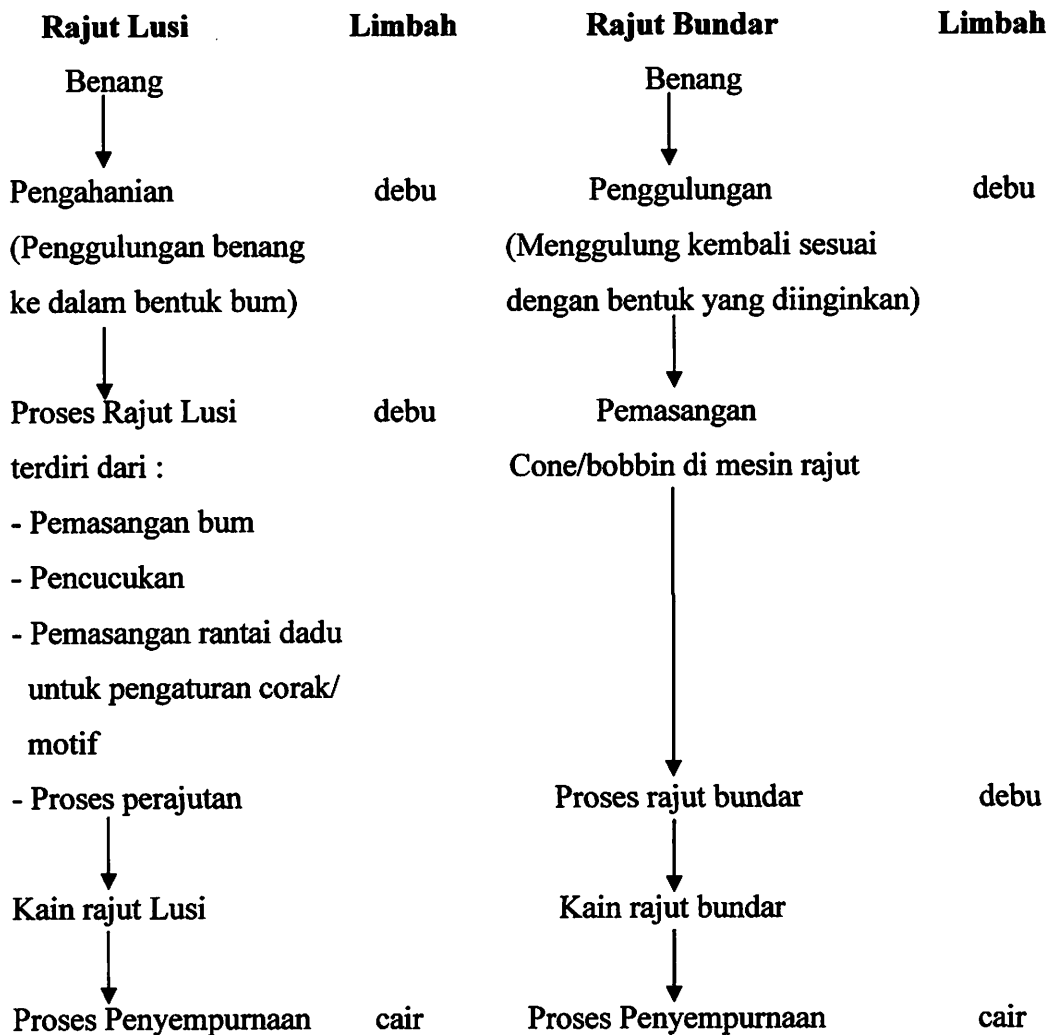 Rajut Lusi Limbah Rajut Bundar Limbah
Benang Benang
Pengahanian debu Penggulungan debu
(Penggulungan benang (Menggulung kembali sesuai
ke dalam bentuk bum) dengan bentuk yang diinginkan)
Proses Rajut Lusi debu Pemasangan
terdiri dari : Cone/bobbin di mesin rajut
- Pemasangan bum
- Pencucukan
- Pemasangan rantai dadu
untuk pengaturan corak/
motif
- Proses perajutan Proses rajut bundar debu
Kain rajut Lusi Kain rajut bundar
Proses Penyempurnaan cair Proses Penyempurnaan cair